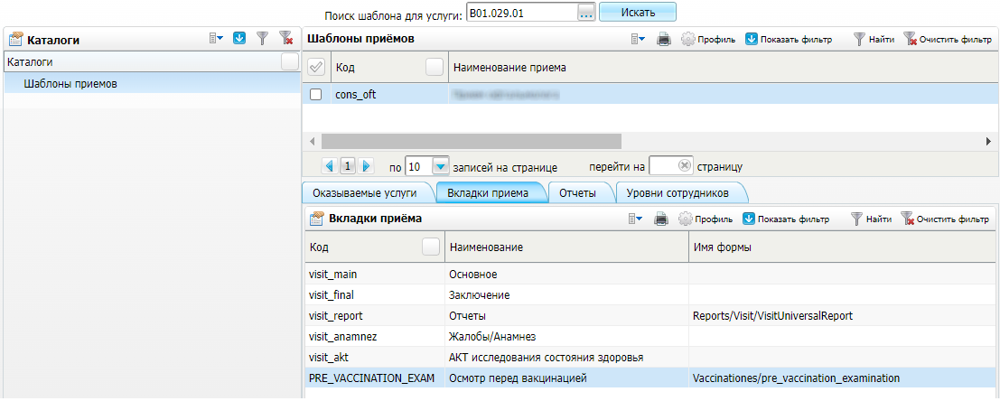 Поиск шаблона для услуги: B01.029.01 ... Искать
Каталоги
Каталоги
Шаблоны приемов
Шаблоны приёмов Профиль Показать фильтр Найти Очистить фильтр
Код Наименование приема
cons_oft
1 по 10 записей на странице перейти на страницу
Оказываемые услуги Вкладки приема Отчеты Уровни сотрудников
Вкладки приёма Профиль Показать фильтр Найти Очистить фильтр
Код Наименование Имя формы
visit_main Основное
visit_final Заключение
visit_report Отчеты Reports/Visit/VisitUniversalReport
visit_anamnez Жалобы/Анамнез
visit_akt АКТ исследования состояния здоровья
PRE_VACCINATION_EXAM Осмотр перед вакцинацией Vaccinationes/pre_vaccination_examination